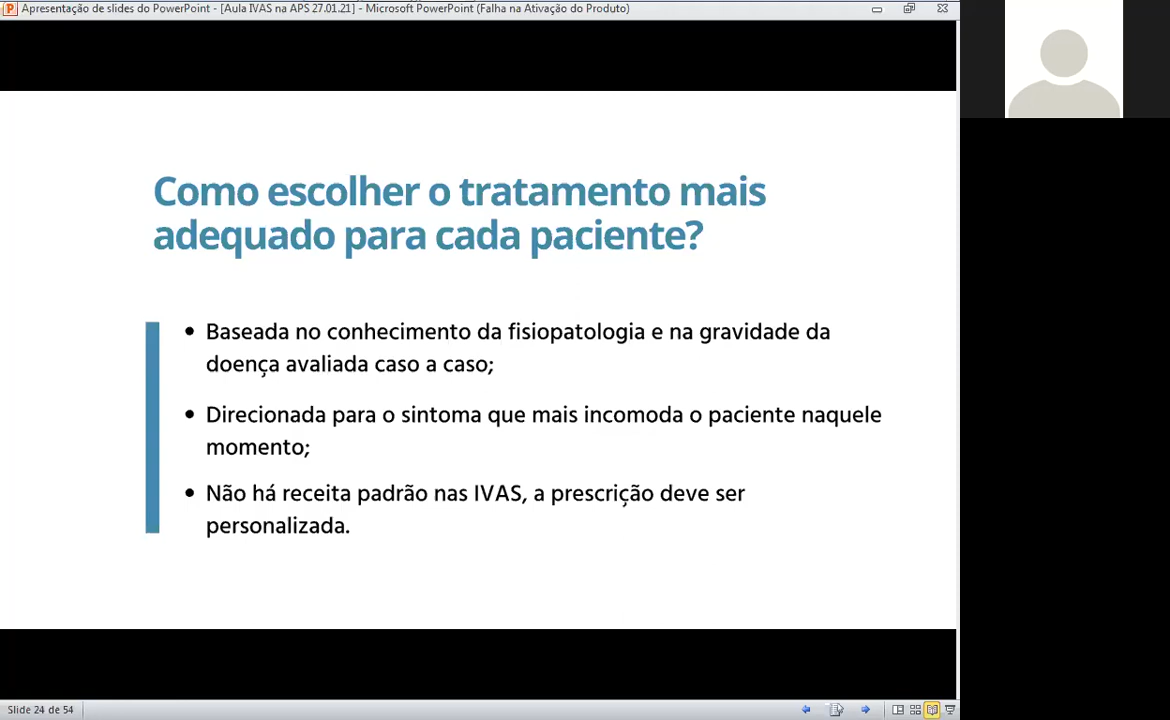 Apresentação de slides do PowerPoint - [Aula IVAS na APS 27.01.21] - Microsoft PowerPoint (Falha na Ativação do Produto)
Como escolher o tratamento mais
adequado para cada paciente?
• Baseada no conhecimento da fisiopatologia e na gravidade da
doença avaliada caso a caso;
• Direcionada para o sintoma que mais incomoda o paciente naquele
momento;
• Não há receita padrão nas IVAS, a prescrição deve ser
personalizada.
Slide 24 de 54